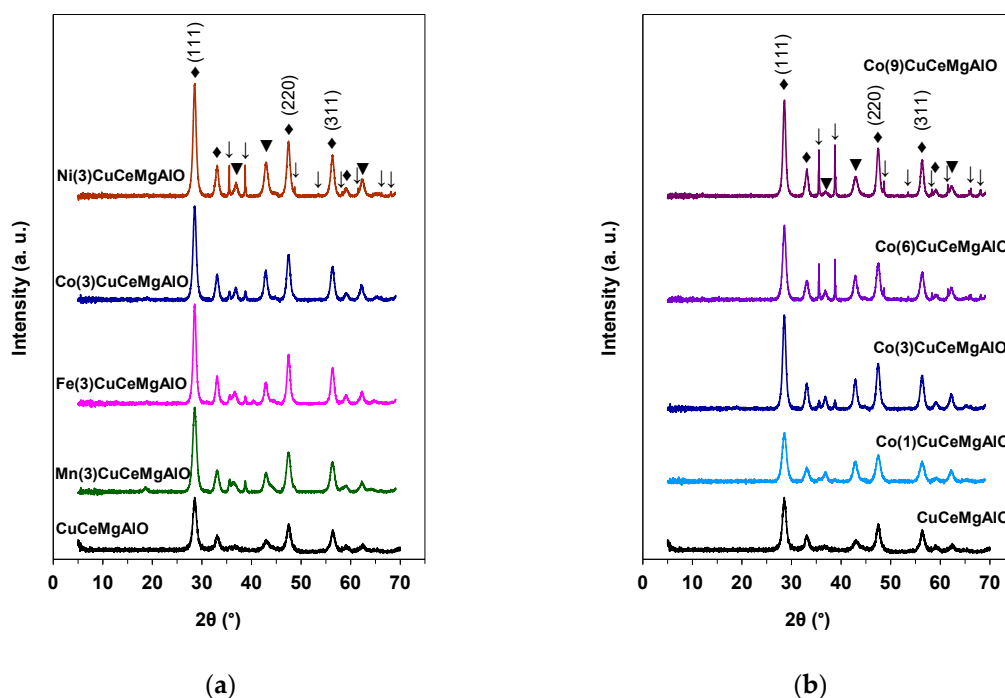 (111)
(220)
(311)
Ni(3)CuCeMgAlO
Co(3)CuCeMgAlO
Fe(3)CuCeMgAlO
Mn(3)CuCeMgAlO
CuCeMgAlO
Intensity (a. u.)
0 10 20 30 40 50 60 70
2θ (°)
(a)
(111)
(220)
(311)
Co(9)CuCeMgAlO
Co(6)CuCeMgAlO
Co(3)CuCeMgAlO
Co(1)CuCeMgAlO
CuCeMgAlO
Intensity (a. u.)
0 10 20 30 40 50 60 70
2θ (°)
(b)